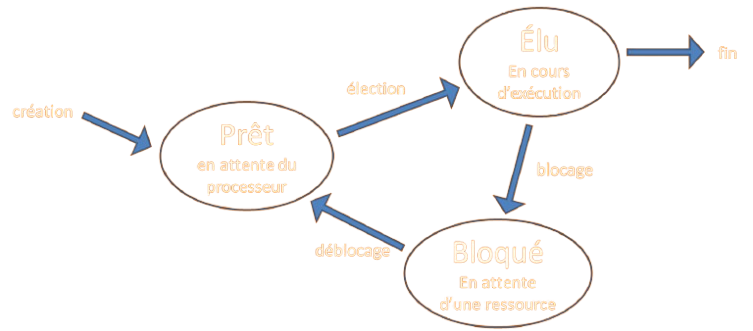 création
Prêt
en attente du
processeur
élection
Élu
En cours
d'exécution
fin
blocage
déblocage
Bloqué
En attente
d'une ressource